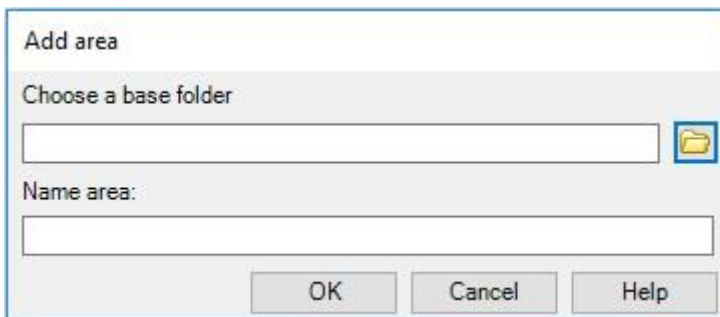 Add area
Choose a base folder
Name area:
OK Cancel Help